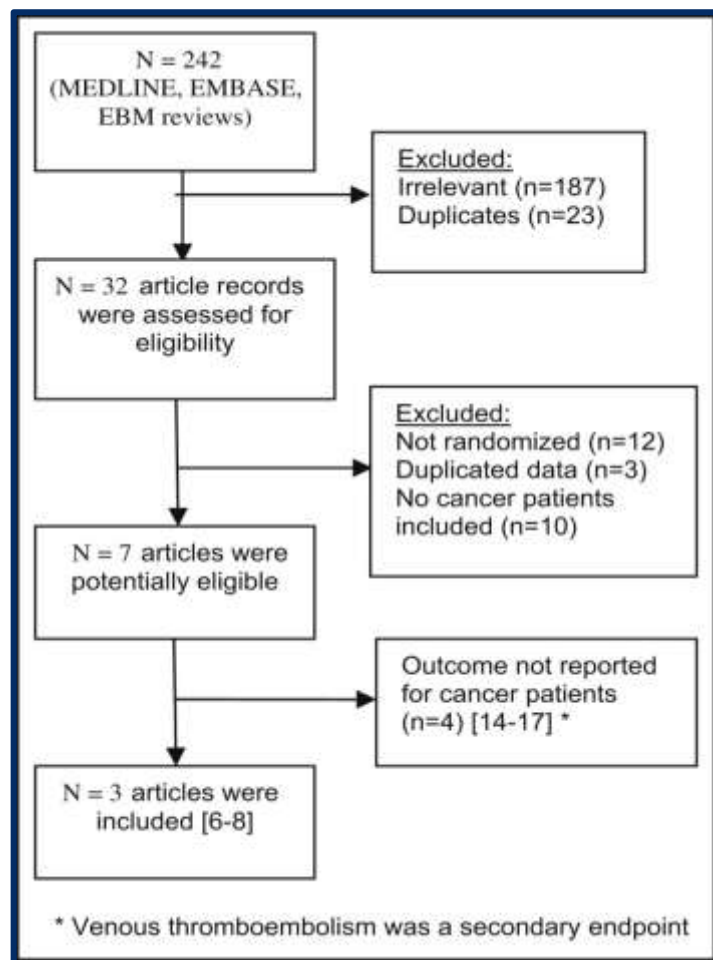 N = 242
(MEDLINE, EMBASE,
EBM reviews)
Excluded:
Irrelevant (n=187)
Duplicates (n=23)
N = 32 article records
were assessed for
eligibility
Excluded:
Not randomized (n=12)
Duplicated data (n=3)
No cancer patients
included (n=10)
N = 7 articles were
potentially eligible
Outcome not reported
for cancer patients
(n=4) [14-17] *
N = 3 articles were
included [6-8]
* Venous thromboembolism was a secondary endpoint